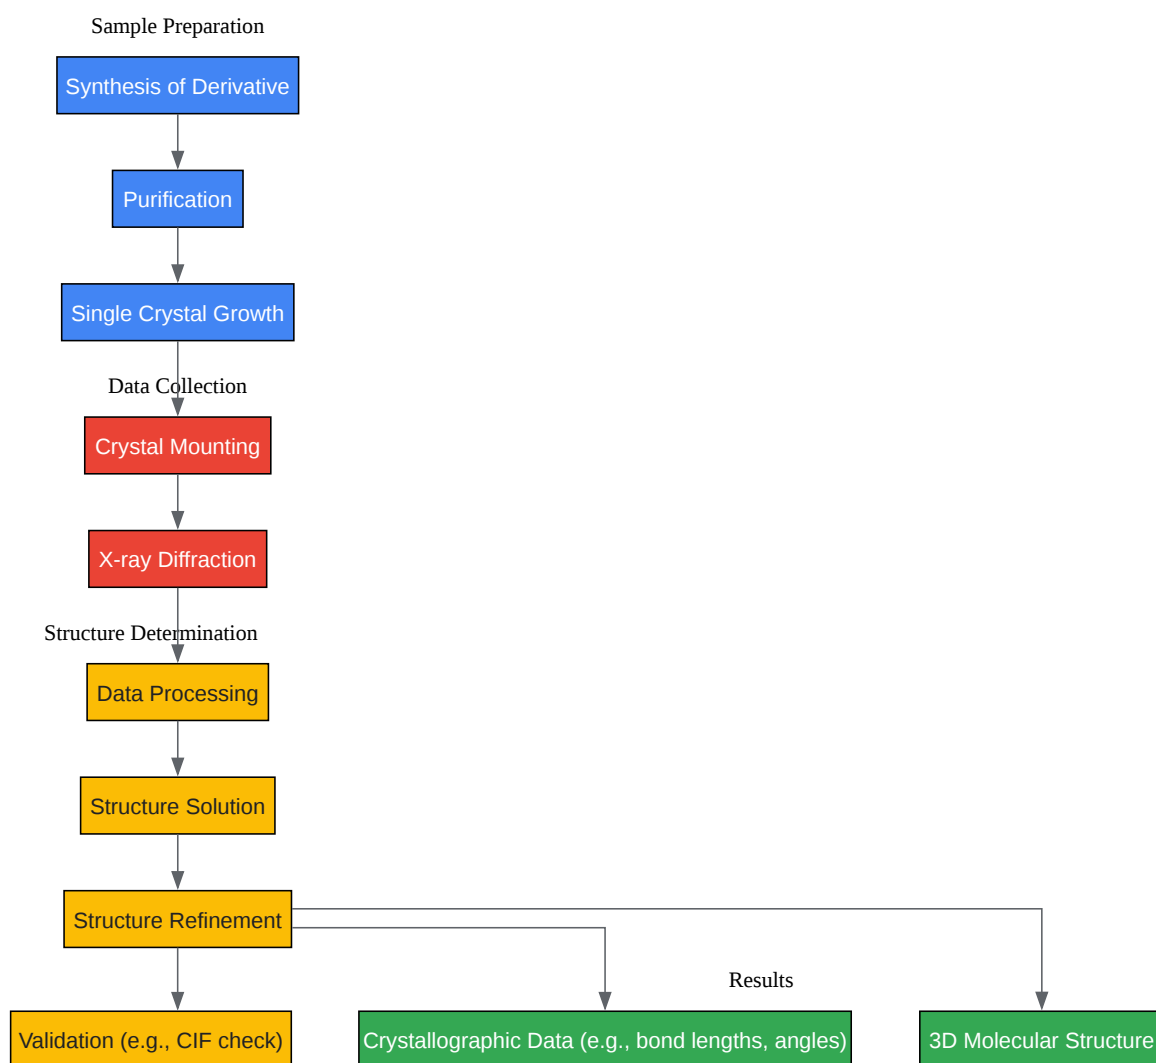 Sample Preparation
Synthesis of Derivative
Purification
Single Crystal Growth
Data Collection
Crystal Mounting
X-ray Diffraction
Structure Determination
Data Processing
Structure Solution
Structure Refinement
Results
Validation (e.g., CIF check)
Crystallographic Data (e.g., bond lengths, angles)
3D Molecular Structure